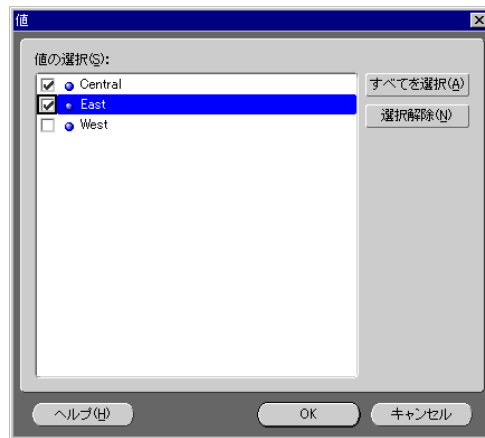 値
値の選択(S):
Central
East
West
すべてを選択(A)
選択解除(N)
ヘルプ(H)
OK
キャンセル